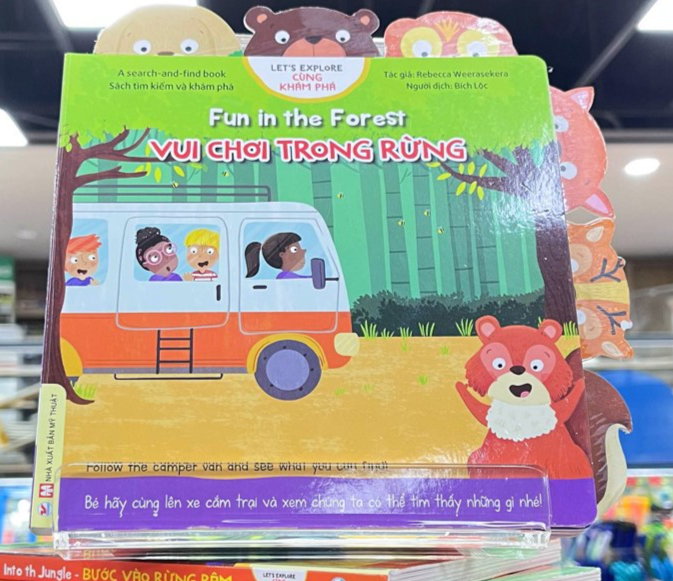 LET'S EXPLORE
CÙNG
KHÁM PHÁ
A search-and-find book
Sách tìm kiếm và khám phá
Tác giả: Rebecca Weerasekera
Người dịch: Bích Lộc
Fun in the Forest
VUI CHƠI TRONG RỪNG
NHÀ XUẤT BẢN MỸ THUẬT
Follow the camper van and see what you can find!
Bé hãy cùng lên xe cắm trại và xem chúng ta có thể tìm thấy những gì nhé!
Into th Jungle - BƯỚC VÀO RỪNG RẬM
LET'S EXPLORE